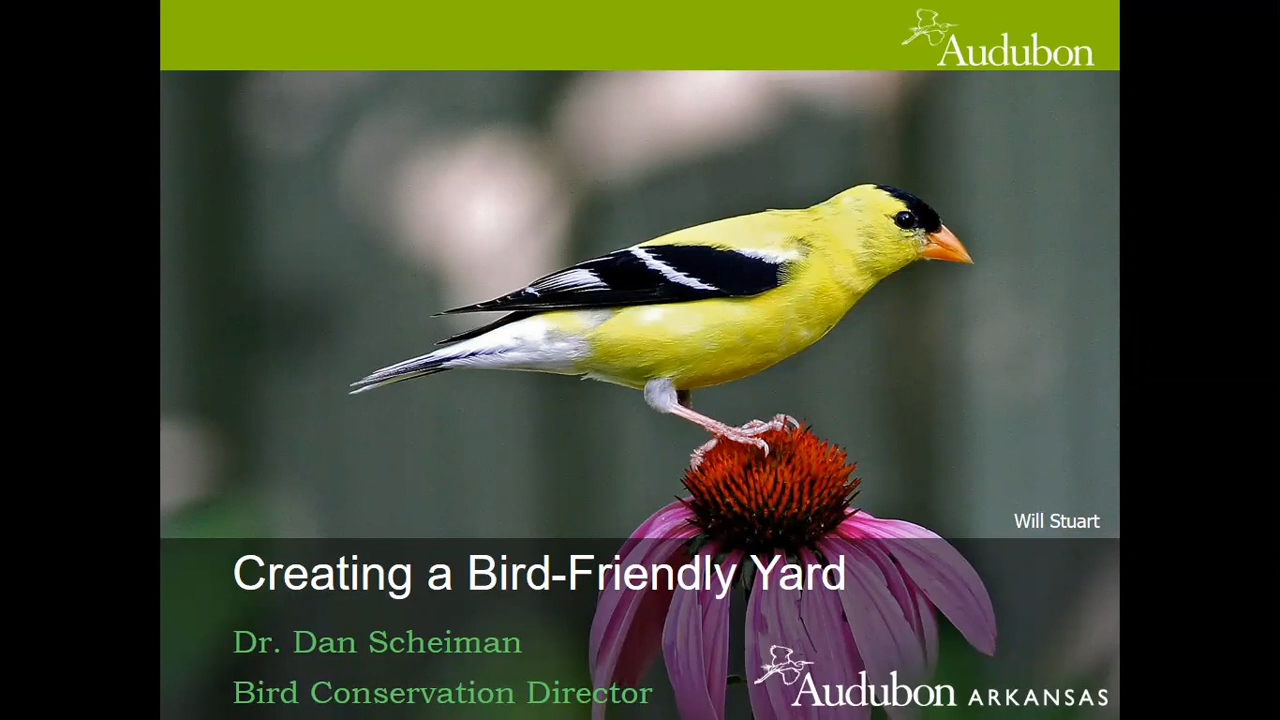 Audubon
Will Stuart
Creating a Bird-Friendly Yard
Dr. Dan Scheiman
Bird Conservation Director
Audubon ARKANSAS